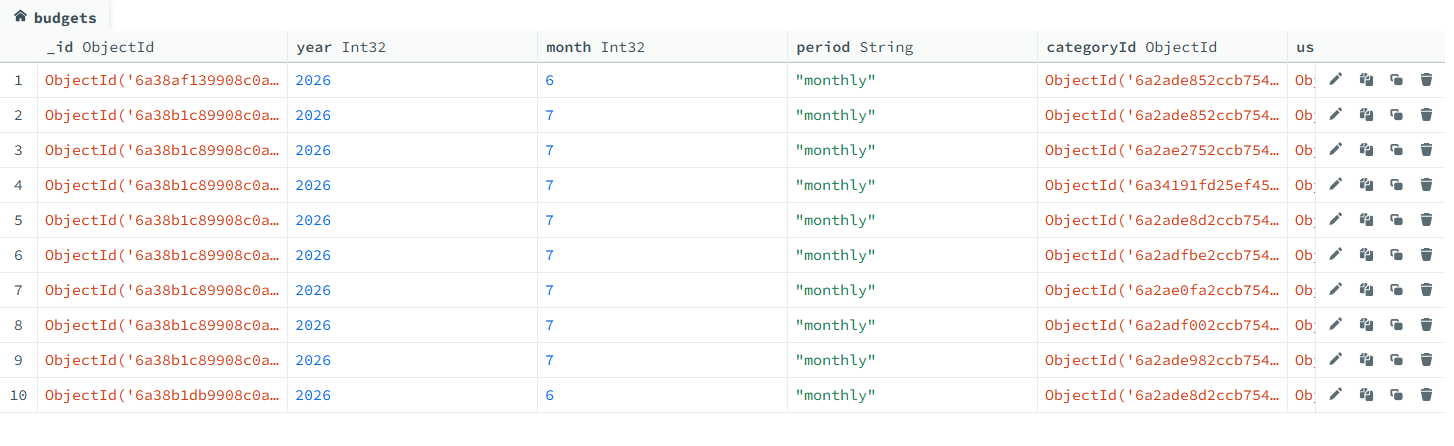 budgets
_id ObjectId year Int32 month Int32 period String categoryId ObjectId us
1 ObjectId('6a38af139908c0a… 2026 6 "monthly" ObjectId('6a2ade852ccb754… Obj
2 ObjectId('6a38b1c89908c0a… 2026 7 "monthly" ObjectId('6a2ade852ccb754… Obj
3 ObjectId('6a38b1c89908c0a… 2026 7 "monthly" ObjectId('6a2ae2752ccb754… Obj
4 ObjectId('6a38b1c89908c0a… 2026 7 "monthly" ObjectId('6a34191fd25ef45… Obj
5 ObjectId('6a38b1c89908c0a… 2026 7 "monthly" ObjectId('6a2ade8d2ccb754… Obj
6 ObjectId('6a38b1c89908c0a… 2026 7 "monthly" ObjectId('6a2adfbe2ccb754… Obj
7 ObjectId('6a38b1c89908c0a… 2026 7 "monthly" ObjectId('6a2ae0fa2ccb754… Obj
8 ObjectId('6a38b1c89908c0a… 2026 7 "monthly" ObjectId('6a2adf002ccb754… Obj
9 ObjectId('6a38b1c89908c0a… 2026 7 "monthly" ObjectId('6a2ade982ccb754… Obj
10 ObjectId('6a38b1db9908c0a… 2026 6 "monthly" ObjectId('6a2ade8d2ccb754… Obj